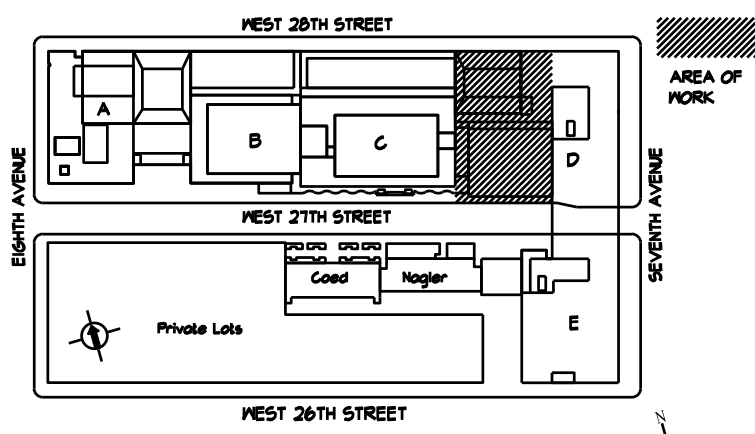 WEST 28TH STREET
AREA OF
WORK
A
B
C
D
EIGHTH AVENUE
SEVENTH AVENUE
WEST 27TH STREET
Coed
Nagler
Private Lots
E
WEST 26TH STREET
N